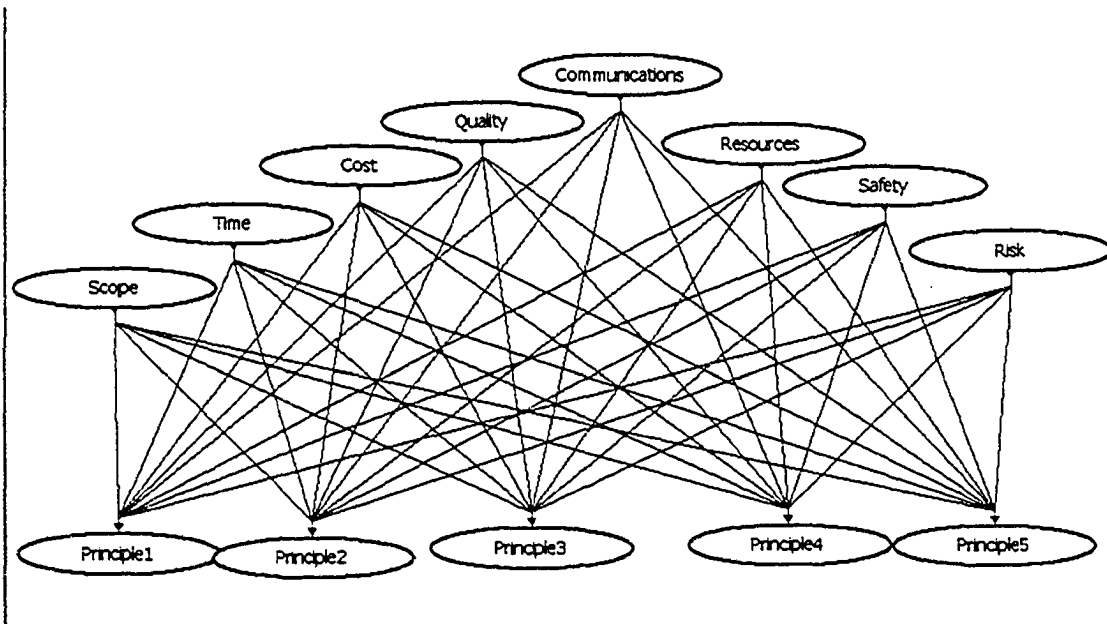 Communications
Quality
Resources
Cost
Safety
Time
Risk
Scope
Principle1
Principle2
Principle3
Principle4
Principle5